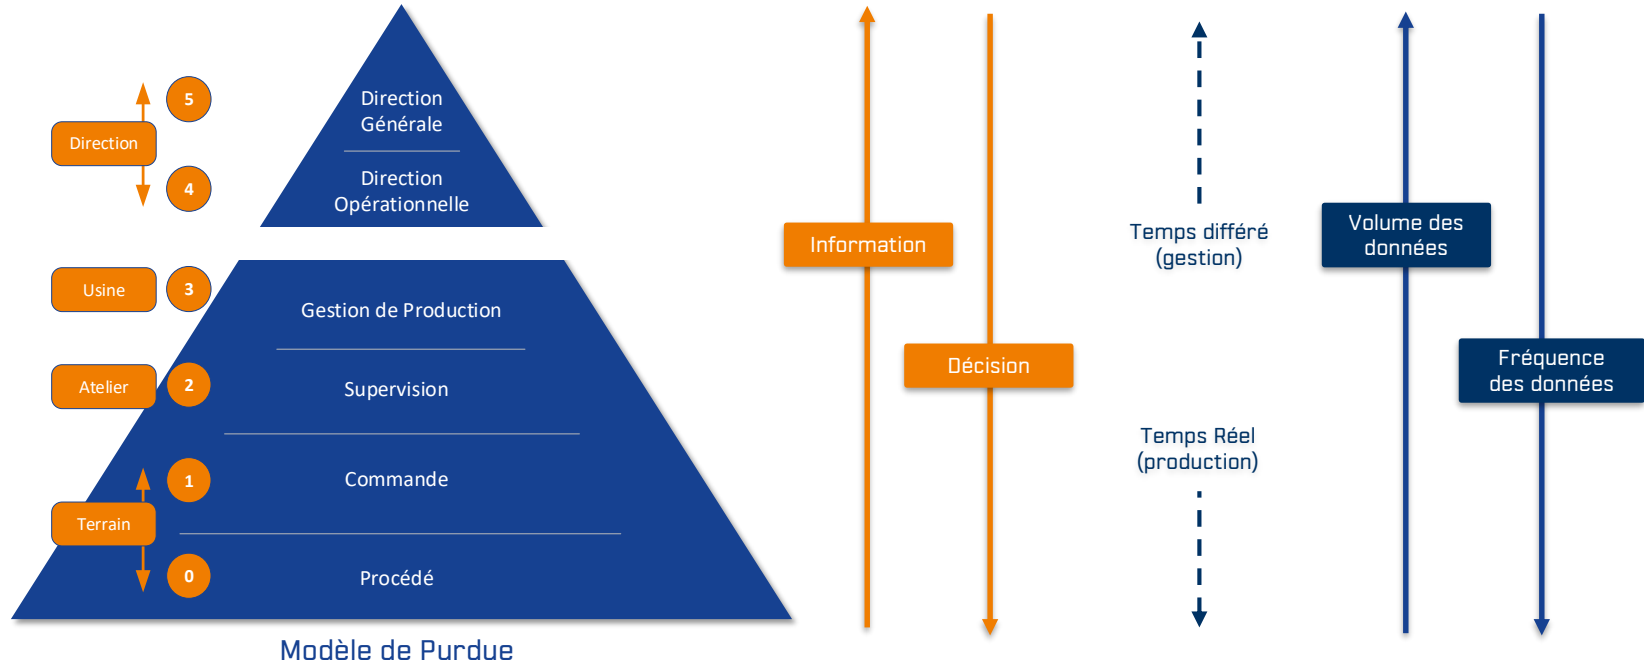 5
Direction
4
Direction
Générale
Direction
Opérationnelle
Usine
3
Gestion de Production
Atelier
2
Supervision
1
Commande
Terrain
0
Procédé
Modèle de Purdue
Information
Décision
Temps différé
(gestion)
Temps Réel
(production)
Volume des
données
Fréquence
des données